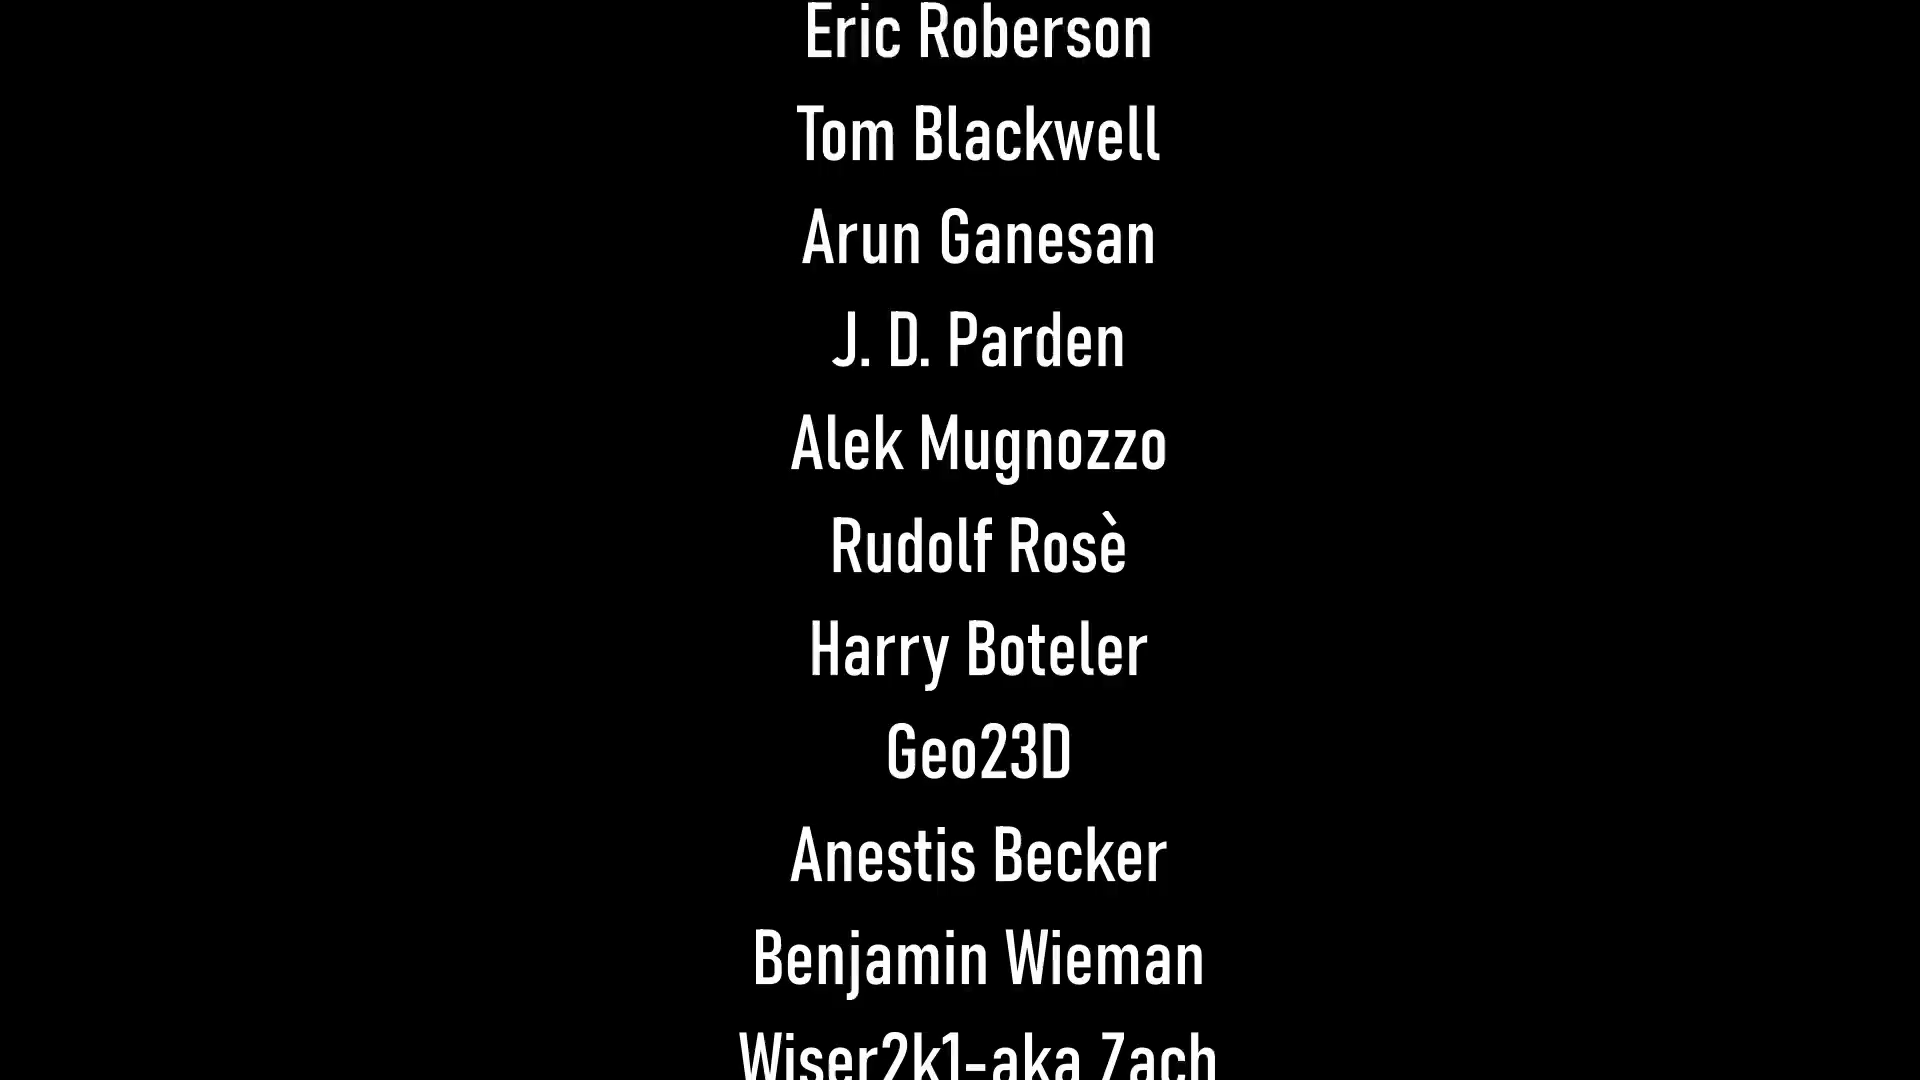 Eric Roberson
Tom Blackwell
Arun Ganesan
J. D. Parden
Alek Mugnozzo
Rudolf Rosè
Harry Boteler
Geo23D
Anestis Becker
Benjamin Wieman
Wiser2k1-aka Zach